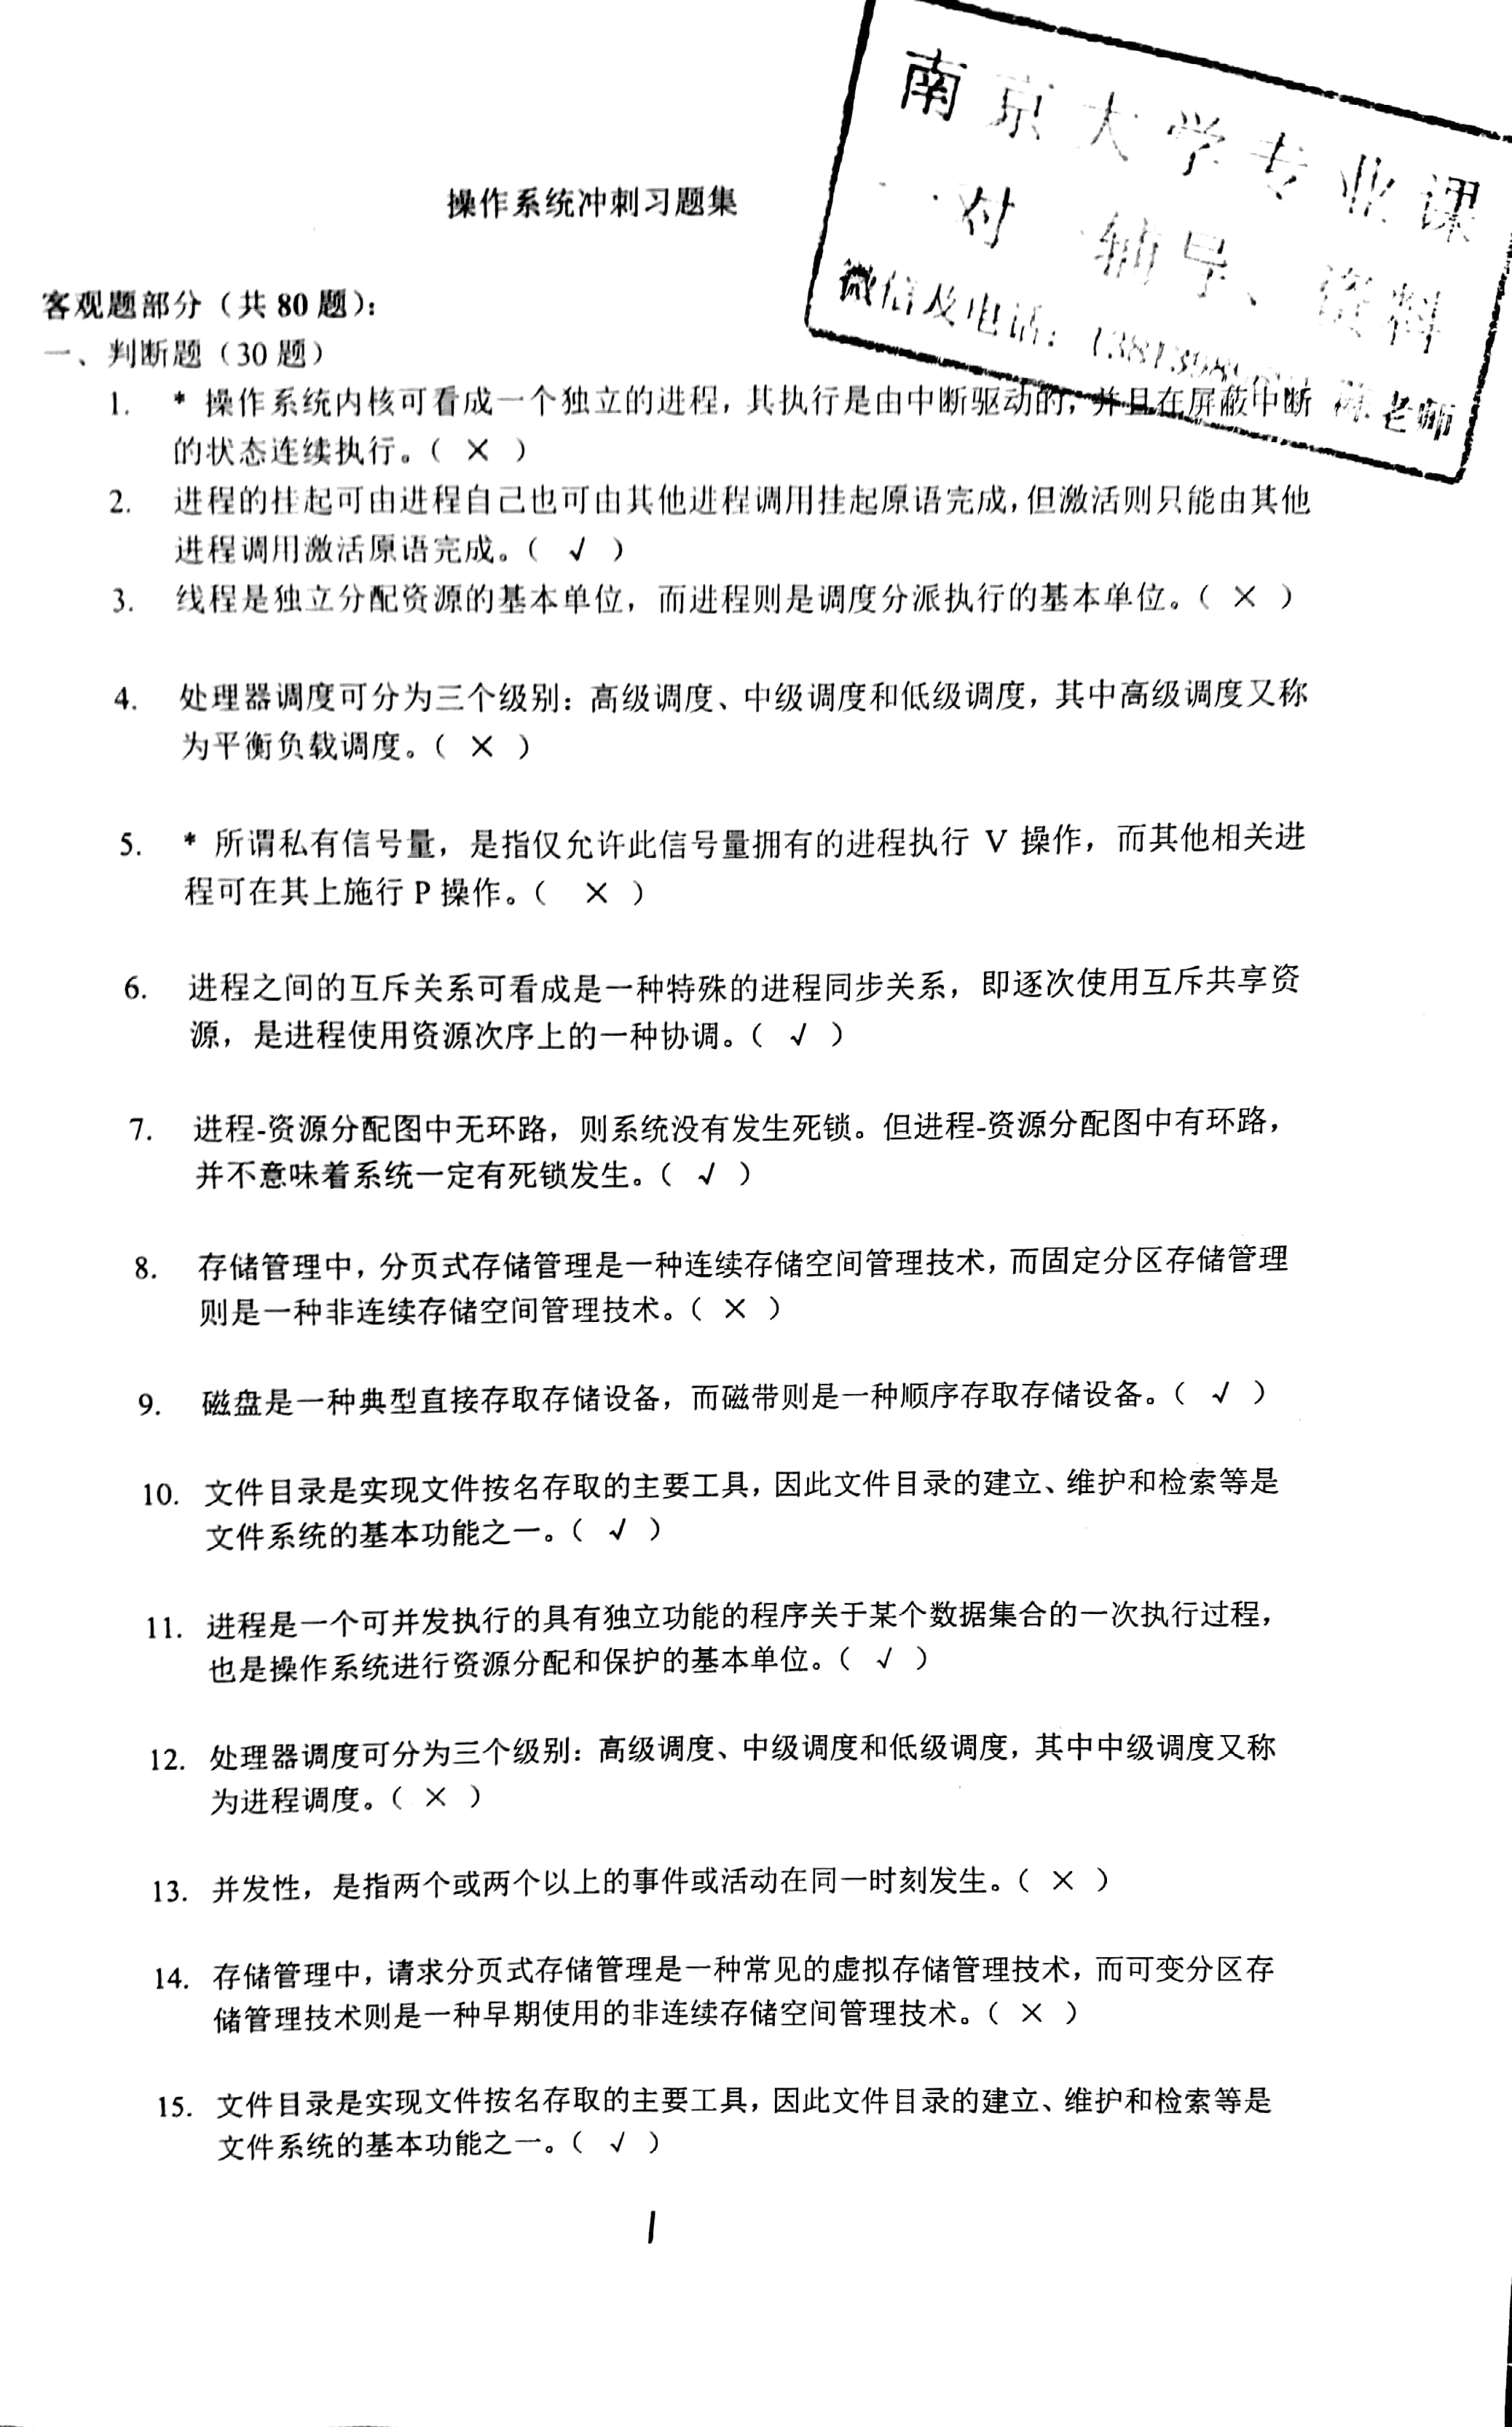 南京大学专业课
对一辅导、资料
微信及电话：
陈老师
操作系统冲刺习题集
客观题部分（共 80 题）：
一、判断题（30 题）
1. * 操作系统内核可看成一个独立的进程，其执行是由中断驱动的，并且在屏蔽中断
的状态连续执行。（ × ）
2. 进程的挂起可由进程自己也可由其他进程调用挂起原语完成，但激活则只能由其他
进程调用激活原语完成。（ √ ）
3. 线程是独立分配资源的基本单位，而进程则是调度分派执行的基本单位。（ × ）
4. 处理器调度可分为三个级别：高级调度、中级调度和低级调度，其中高级调度又称
为平衡负载调度。（ × ）
5. * 所谓私有信号量，是指仅允许此信号量拥有的进程执行 V 操作，而其他相关进
程可在其上施行 P 操作。（ × ）
6. 进程之间的互斥关系可看成是一种特殊的进程同步关系，即逐次使用互斥共享资
源，是进程使用资源次序上的一种协调。（ √ ）
7. 进程-资源分配图中无环路，则系统没有发生死锁。但进程-资源分配图中有环路，
并不意味着系统一定有死锁发生。（ √ ）
8. 存储管理中，分页式存储管理是一种连续存储空间管理技术，而固定分区存储管理
则是一种非连续存储空间管理技术。（ × ）
9. 磁盘是一种典型直接存取存储设备，而磁带则是一种顺序存取存储设备。（ √ ）
10. 文件目录是实现文件按名存取的主要工具，因此文件目录的建立、维护和检索等是
文件系统的基本功能之一。（ √ ）
11. 进程是一个可并发执行的具有独立功能的程序关于某个数据集合的一次执行过程，
也是操作系统进行资源分配和保护的基本单位。（ √ ）
12. 处理器调度可分为三个级别：高级调度、中级调度和低级调度，其中中级调度又称
为进程调度。（ × ）
13. 并发性，是指两个或两个以上的事件或活动在同一时刻发生。（ × ）
14. 存储管理中，请求分页式存储管理是一种常见的虚拟存储管理技术，而可变分区存
储管理技术则是一种早期使用的非连续存储空间管理技术。（ × ）
15. 文件目录是实现文件按名存取的主要工具，因此文件目录的建立、维护和检索等是
文件系统的基本功能之一。（ √ ）
1